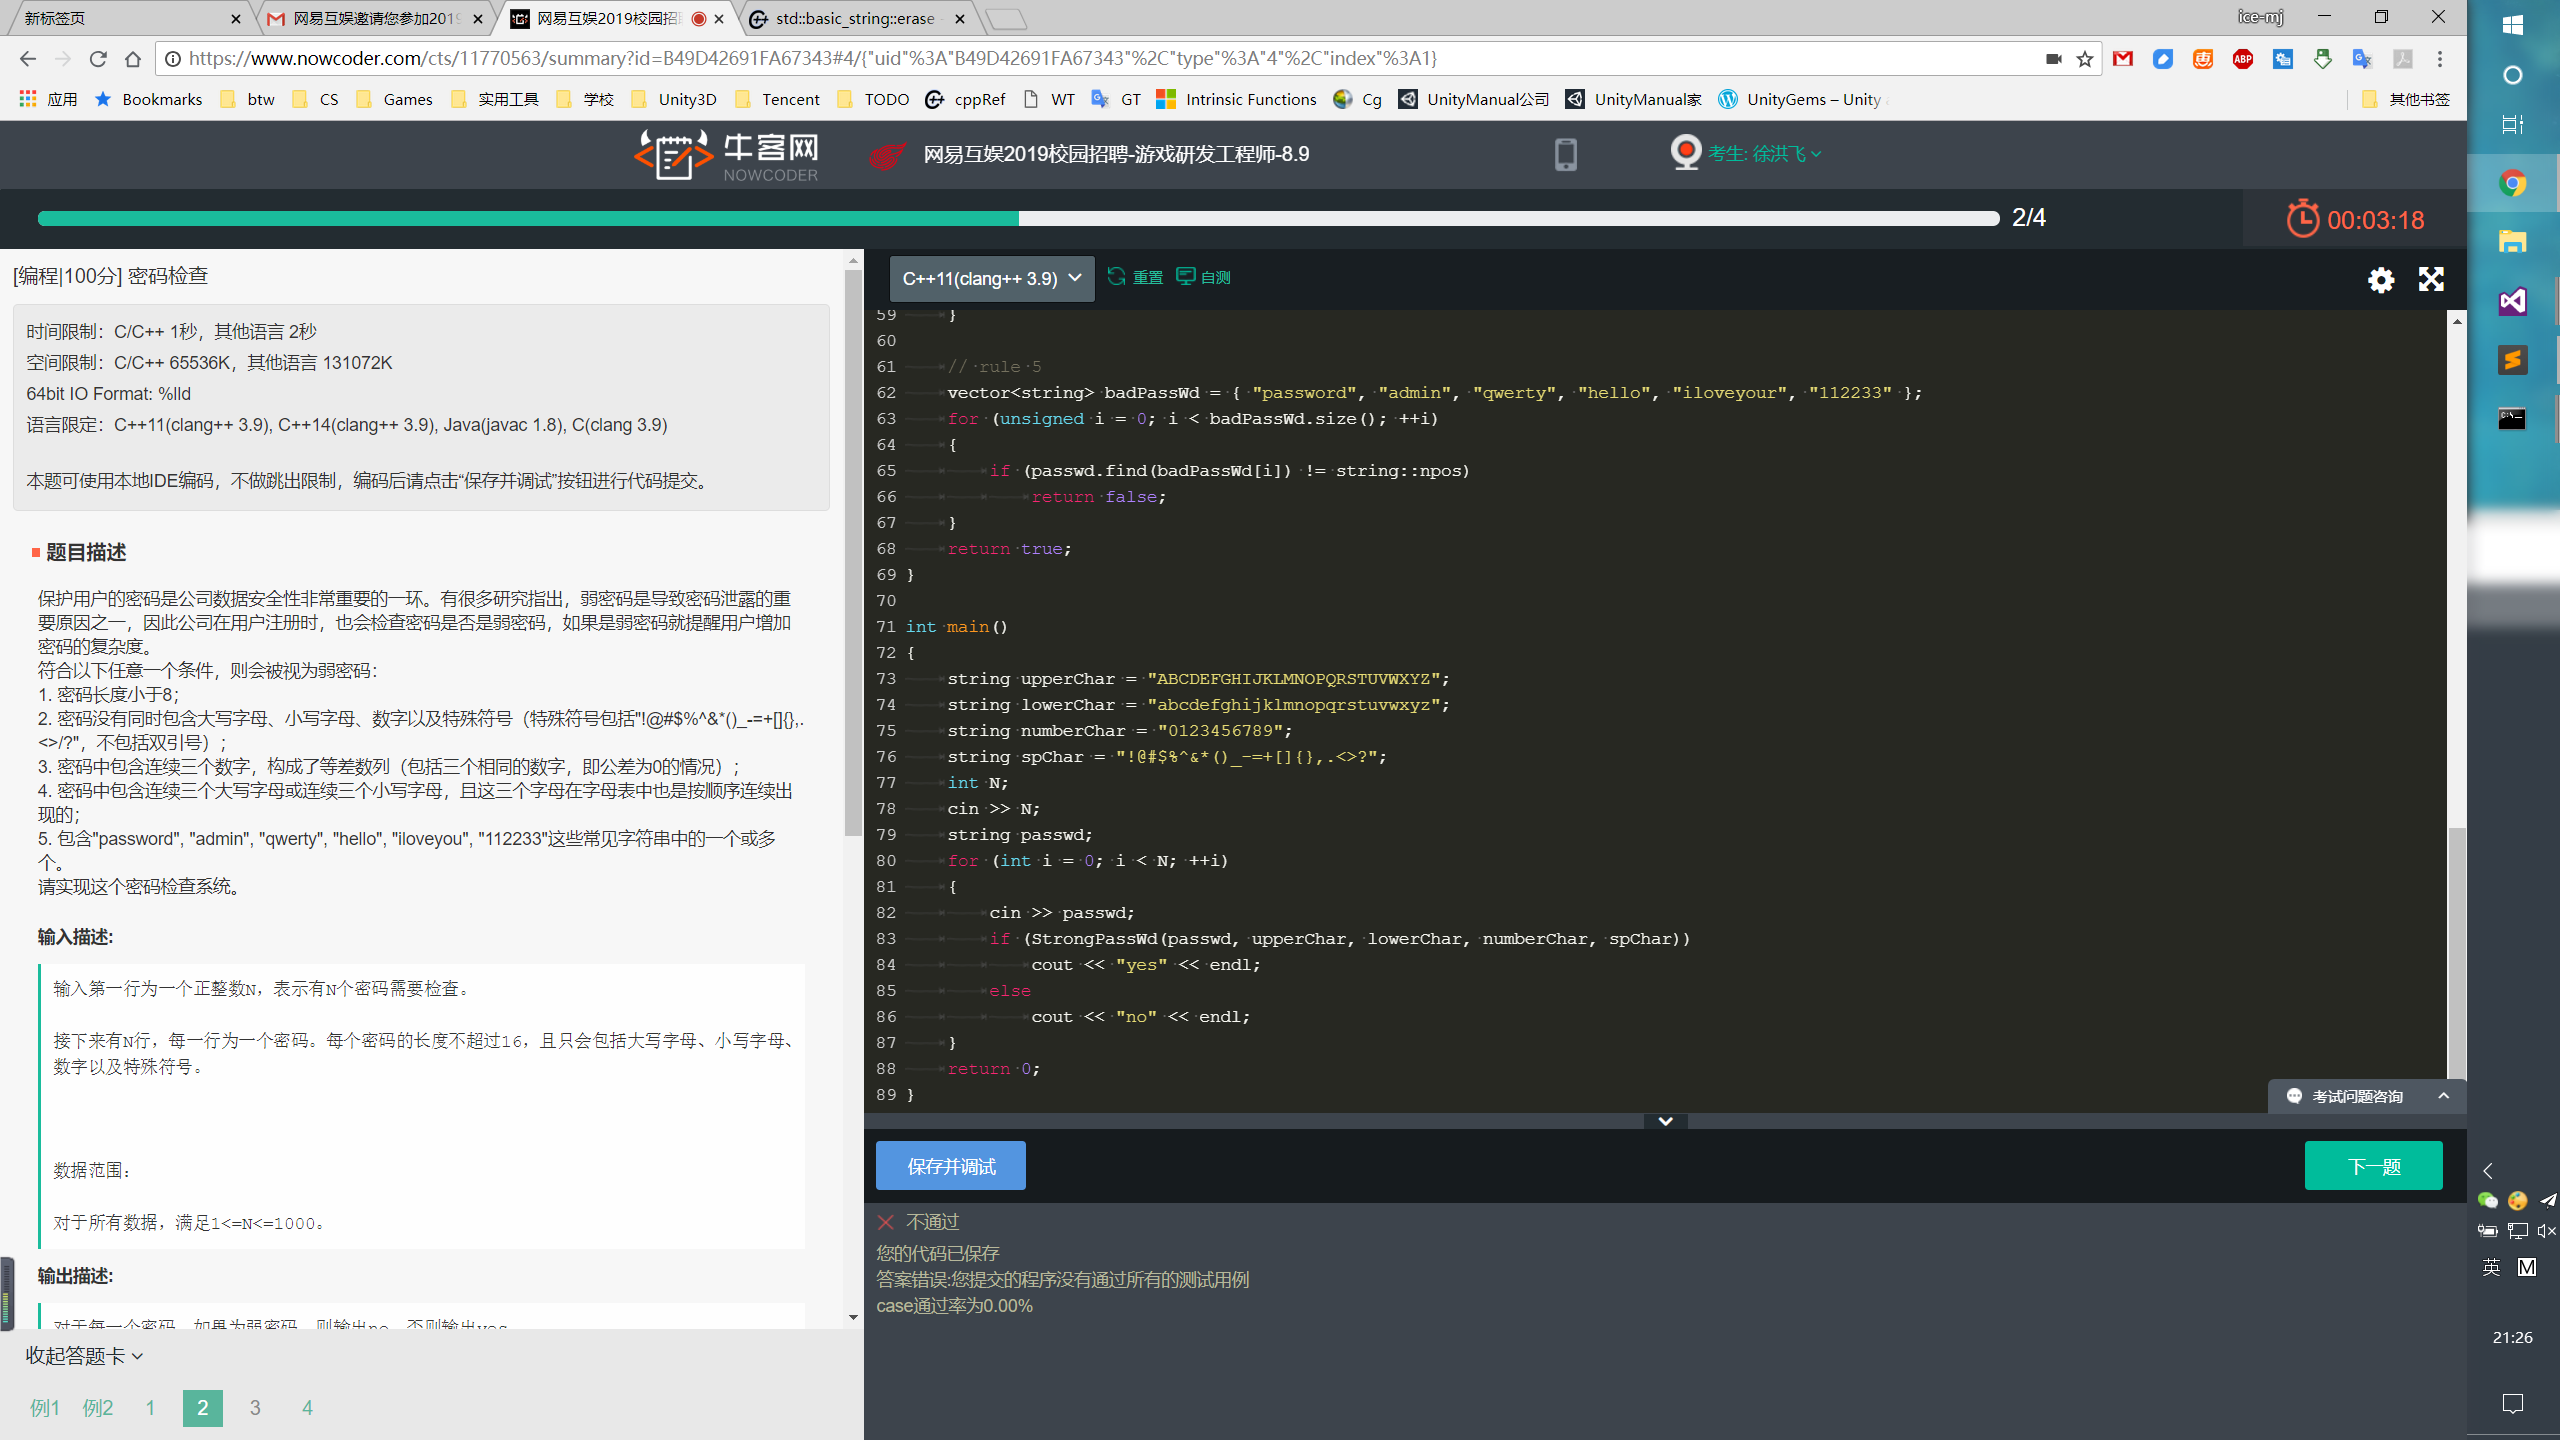 新标签页
网易互娱邀请您参加2019
网易互娱2019校园招聘
std::basic_string::erase -
ice-mj
https://www.nowcoder.com/cts/11770563/summary?id=B49D42691FA67343#4/{"uid"%3A"B49D42691FA67343"%2C"type"%3A"4"%2C"index"%3A1}
应用 Bookmarks btw CS Games 实用工具 学校 Unity3D Tencent TODO cppRef WT GT Intrinsic Functions Cg UnityManual公司 UnityManual家 UnityGems – Unity 其他书签
牛客网
NOWCODER
网易互娱2019校园招聘-游戏研发工程师-8.9
考生: 徐洪飞
2/4
00:03:18
[编程|100分] 密码检查
时间限制：C/C++ 1秒，其他语言 2秒
空间限制：C/C++ 65536K，其他语言 131072K
64bit IO Format: %lld
语言限定：C++11(clang++ 3.9), C++14(clang++ 3.9), Java(javac 1.8), C(clang 3.9)
本题可使用本地IDE编码，不做跳出限制，编码后请点击“保存并调试”按钮进行代码提交。
题目描述
保护用户的密码是公司数据安全性非常重要的一环。有很多研究指出，弱密码是导致密码泄露的重
要原因之一，因此公司在用户注册时，也会检查密码是否是弱密码，如果是弱密码就提醒用户增加
密码的复杂度。
符合以下任意一个条件，则会被视为弱密码：
1. 密码长度小于8；
2. 密码没有同时包含大写字母、小写字母、数字以及特殊符号（特殊符号包括"!@#$%^&*()_-=+[]{},.
<>/?"，不包括双引号）；
3. 密码中包含连续三个数字，构成了等差数列（包括三个相同的数字，即公差为0的情况）；
4. 密码中包含连续三个大写字母或连续三个小写字母，且这三个字母在字母表中也是按顺序连续出
现的；
5. 包含"password", "admin", "qwerty", "hello", "iloveyou", "112233"这些常见字符串中的一个或多
个。
请实现这个密码检查系统。
输入描述:
输入第一行为一个正整数N，表示有N个密码需要检查。
接下来有N行，每一行为一个密码。每个密码的长度不超过16，且只会包括大写字母、小写字母、
数字以及特殊符号。
数据范围：
对于所有数据，满足1<=N<=1000。
输出描述:
对于每一个密码，如果为弱密码，则输出no，否则输出yes
收起答题卡
例1 例2 1 2 3 4
C++11(clang++ 3.9) 重置 自测
59 }
60
61 // rule 5
62 vector<string> badPassWd = { "password", "admin", "qwerty", "hello", "iloveyour", "112233" };
63 for (unsigned i = 0; i < badPassWd.size(); ++i)
64 {
65 if (passwd.find(badPassWd[i]) != string::npos)
66 return false;
67 }
68 return true;
69 }
70
71 int main()
72 {
73 string upperChar = "ABCDEFGHIJKLMNOPQRSTUVWXYZ";
74 string lowerChar = "abcdefghijklmnopqrstuvwxyz";
75 string numberChar = "0123456789";
76 string spChar = "!@#$%^&*()_-=+[]{},.<>?";
77 int N;
78 cin >> N;
79 string passwd;
80 for (int i = 0; i < N; ++i)
81 {
82 cin >> passwd;
83 if (StrongPassWd(passwd, upperChar, lowerChar, numberChar, spChar))
84 cout << "yes" << endl;
85 else
86 cout << "no" << endl;
87 }
88 return 0;
89 }
考试问题咨询
保存并调试
下一题
不通过
您的代码已保存
答案错误:您提交的程序没有通过所有的测试用例
case通过率为0.00%
英 M
21:26